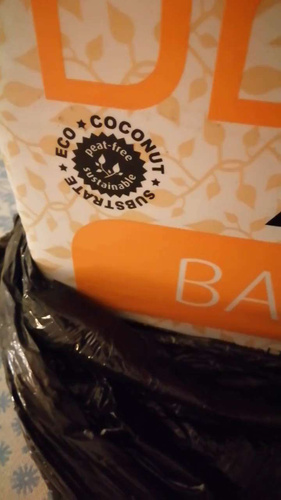 ECO ★ COCONUT ★ SUBSTRATE ★
peat-free
sustainable
BA